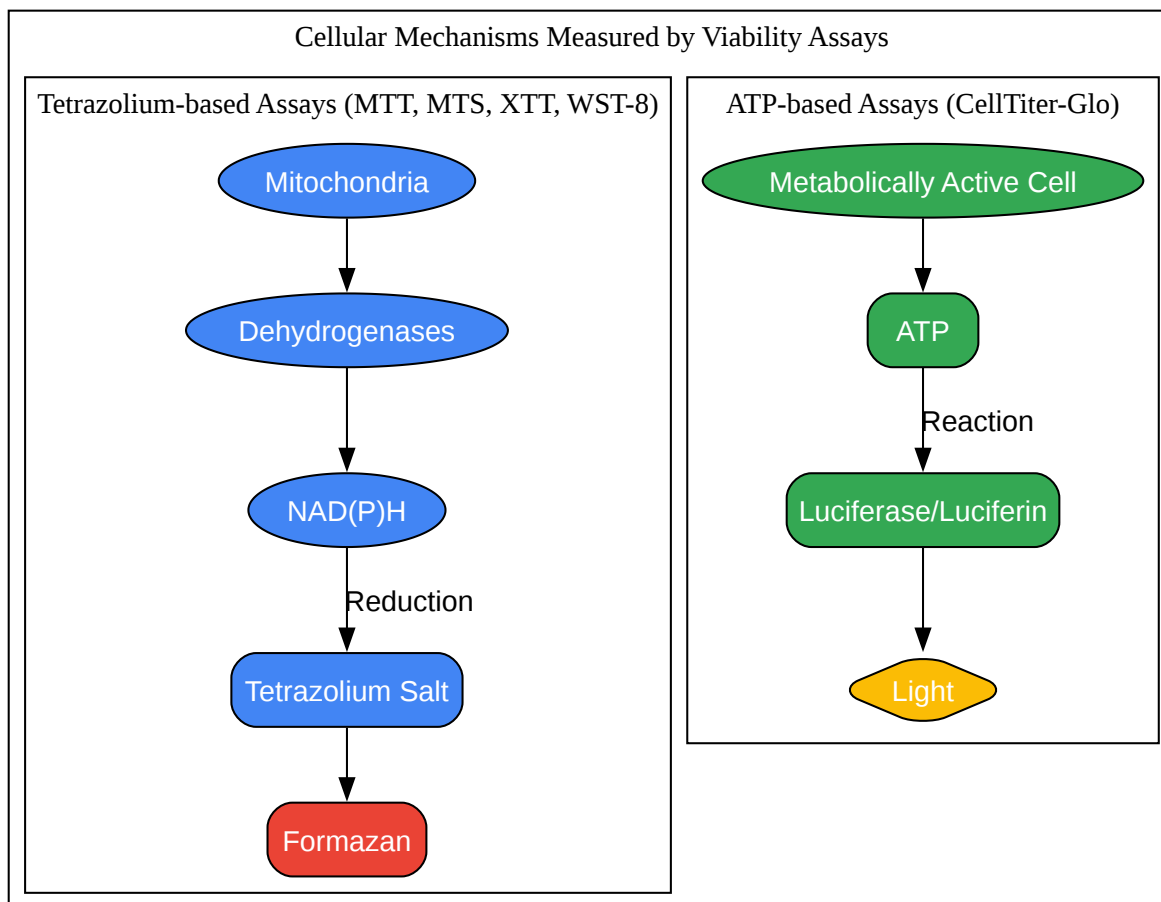 Cellular Mechanisms Measured by Viability Assays
Tetrazolium-based Assays (MTT, MTS, XTT, WST-8)
Mitochondria
Dehydrogenases
NAD(P)H
Reduction
Tetrazolium Salt
Formazan
ATP-based Assays (CellTiter-Glo)
Metabolically Active Cell
ATP
Reaction
Luciferase/Luciferin
Light